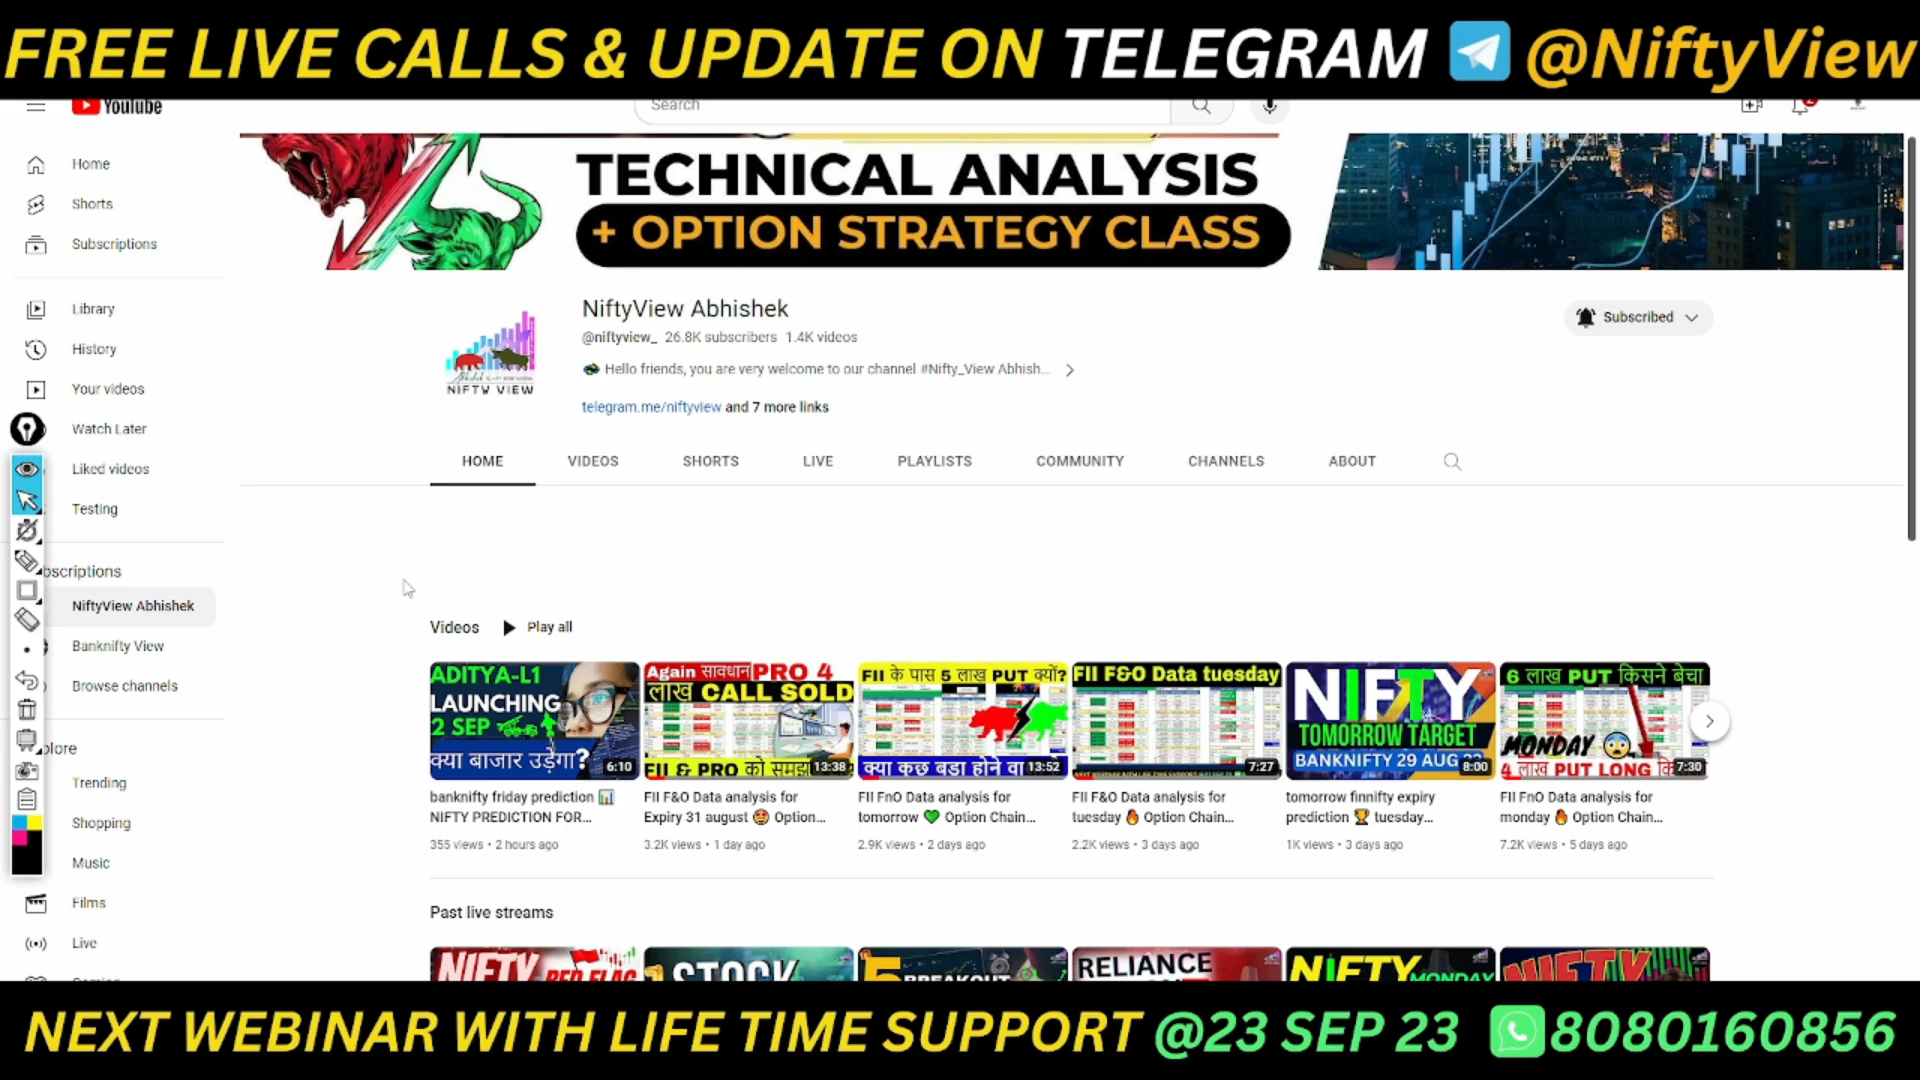 FREE LIVE CALLS & UPDATE ON TELEGRAM @NiftyView
YouTube
Search
2
Home
Shorts
Subscriptions
Library
History
Your videos
Watch Later
Liked videos
Testing
bscriptions
NiftyView Abhishek
Banknifty View
Browse channels
plore
Trending
Shopping
Music
Films
Live
TECHNICAL ANALYSIS
+ OPTION STRATEGY CLASS
NIFTY VIEW
NiftyView Abhishek
@niftyview_ 26.8K subscribers 1.4K videos
Hello friends, you are very welcome to our channel #Nifty_View Abhish...
telegram.me/niftyview and 7 more links
Subscribed
HOME VIDEOS SHORTS LIVE PLAYLISTS COMMUNITY CHANNELS ABOUT
Videos Play all
ADITYA-L1
LAUNCHING
2 SEP
क्या बाजार उड़ेगा?
6:10
banknifty friday prediction 📊
NIFTY PREDICTION FOR...
355 views • 2 hours ago
Again सावधान PRO 4
लाख CALL SOLD
FII & PRO को समझ
13:38
FII F&O Data analysis for
Expiry 31 august 🤩 Option...
3.2K views • 1 day ago
FII के पास 5 लाख PUT क्यों?
क्या कुछ बडा होने वा
13:52
FII FnO Data analysis for
tomorrow 💚 Option Chain...
2.9K views • 2 days ago
FII F&O Data tuesday
7:27
FII F&O Data analysis for
tuesday 🔥 Option Chain...
2.2K views • 3 days ago
NIFTY
TOMORROW TARGET
BANKNIFTY 29 AUG
8:00
tomorrow finnifty expiry
prediction 🏆 tuesday...
1K views • 3 days ago
6 लाख PUT किसने बेचा
MONDAY 😨
4 लाख PUT LONG कि
7:30
FII FnO Data analysis for
monday 🔥 Option Chain...
7.2K views • 5 days ago
Past live streams
NIFTY RED FLAG
STOCK
5 BREAKOUT
RELIANCE
NIFTY MONDAY
NIFTY
NEXT WEBINAR WITH LIFE TIME SUPPORT @23 SEP 23 8080160856